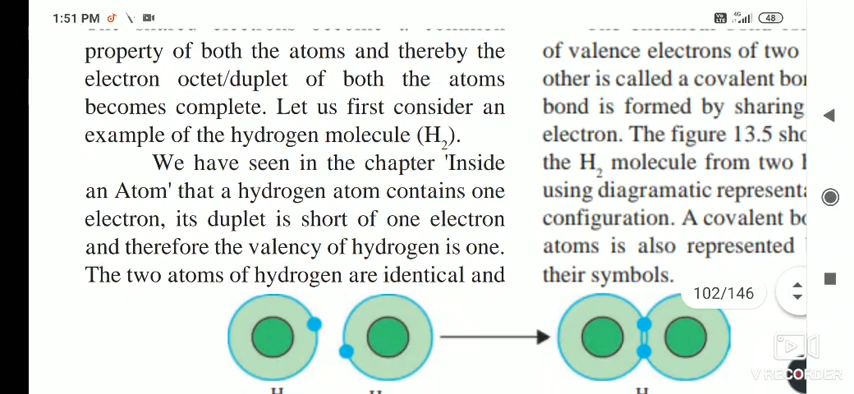 1:51 PM
4G
48
property of both the atoms and thereby the
electron octet/duplet of both the atoms
becomes complete. Let us first consider an
example of the hydrogen molecule (H₂).
We have seen in the chapter 'Inside
an Atom' that a hydrogen atom contains one
electron, its duplet is short of one electron
and therefore the valency of hydrogen is one.
The two atoms of hydrogen are identical and
of valence electrons of two
other is called a covalent
bond is formed by sharing
electron. The figure 13.5
the H₂ molecule from two
using diagramatic
configuration. A covalent
atoms is also represented
their symbols.
102/146
V RECORDER